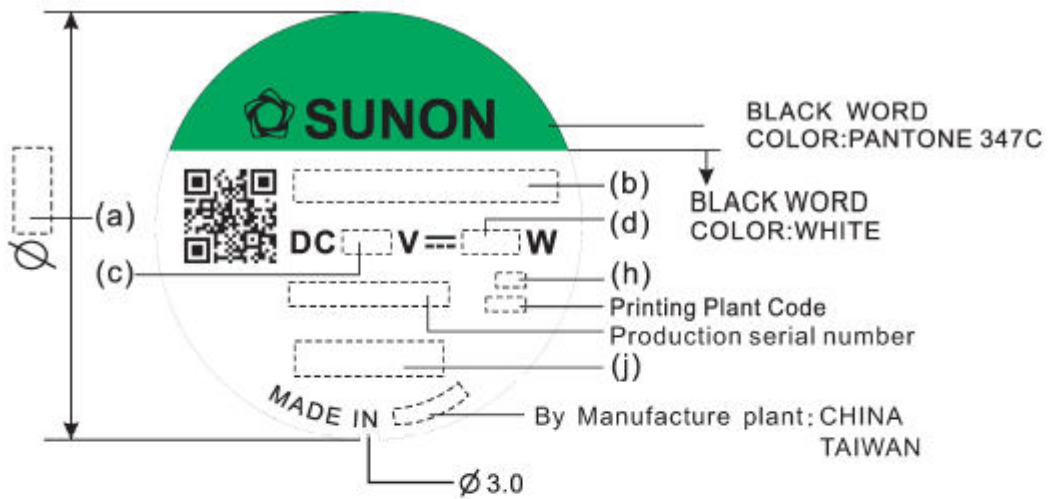 SUNON
BLACK WORD
COLOR:PANTONE 347C
(b)
BLACK WORD
COLOR:WHITE
(a)
Ø
(d)
DC V W
(c)
(h)
Printing Plant Code
Production serial number
(j)
MADE IN
By Manufacture plant: CHINA
TAIWAN
Ø 3.0